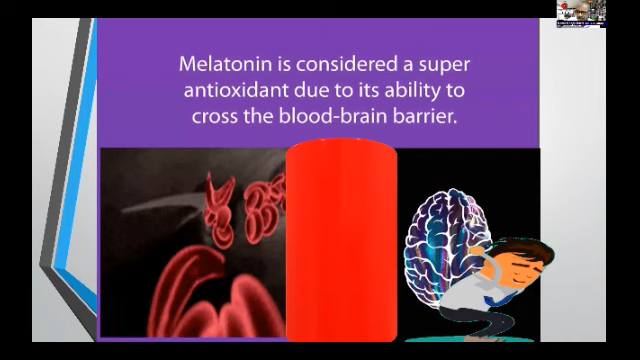 Melatonin is considered a super
antioxidant due to its ability to
cross the blood-brain barrier.